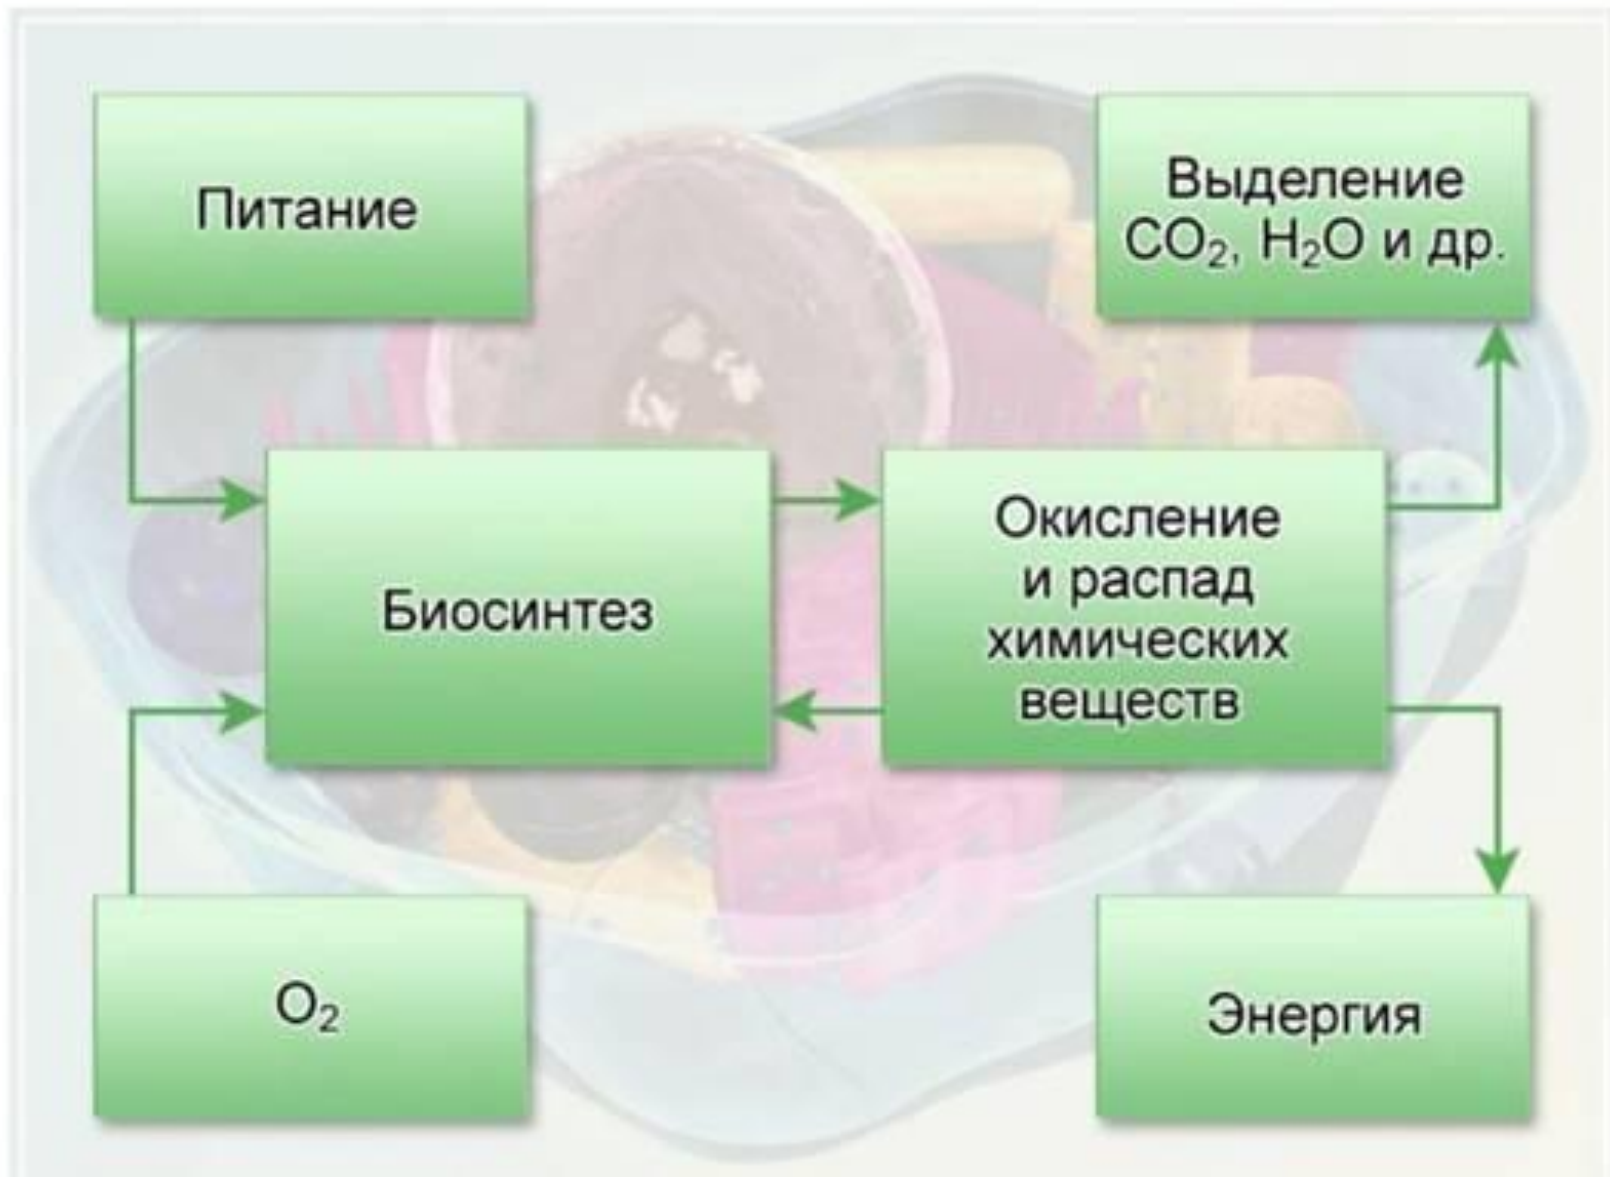 Питание
Выделение
CO₂, H₂O и др.
Биосинтез
Окисление
и распад
химических
веществ
O₂
Энергия